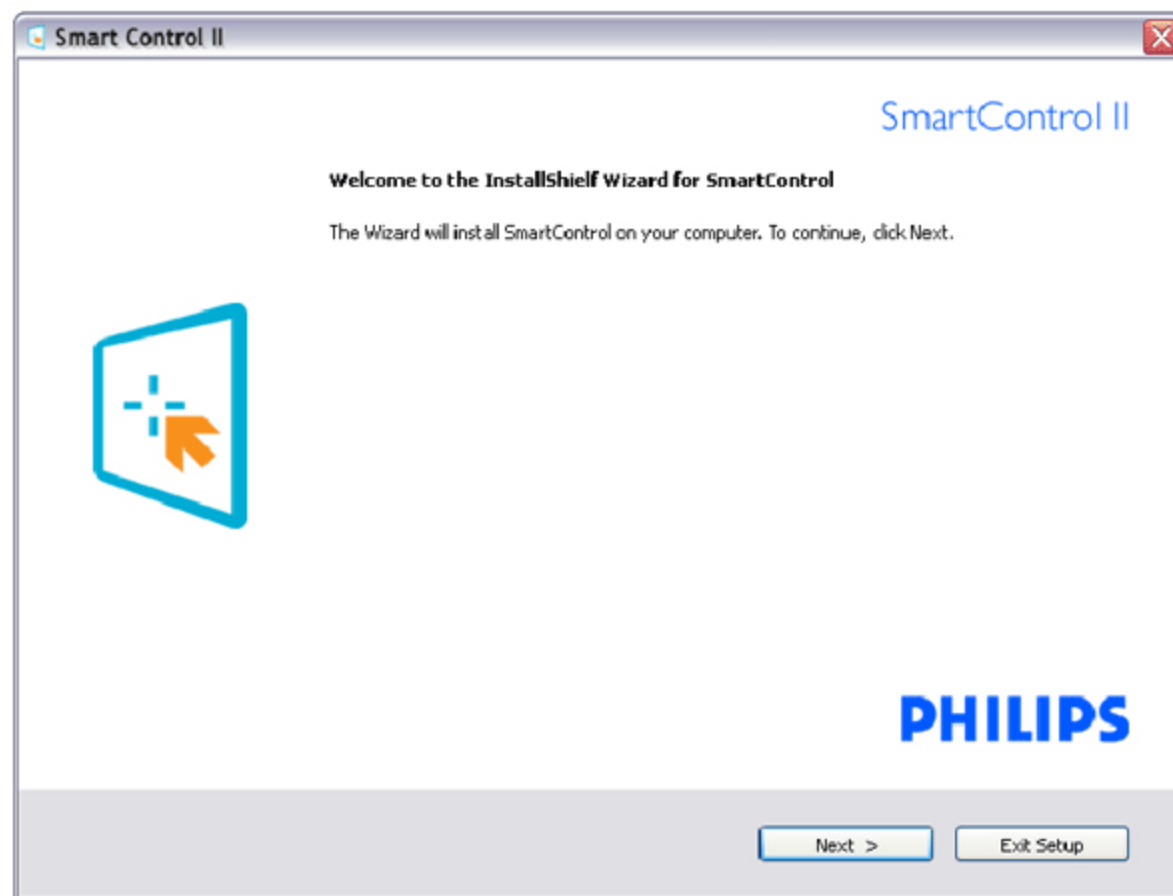 Smart Control II
SmartControl II
Welcome to the InstallShielf Wizard for SmartControl
The Wizard will install SmartControl on your computer. To continue, click Next.
PHILIPS
Next >
Exit Setup